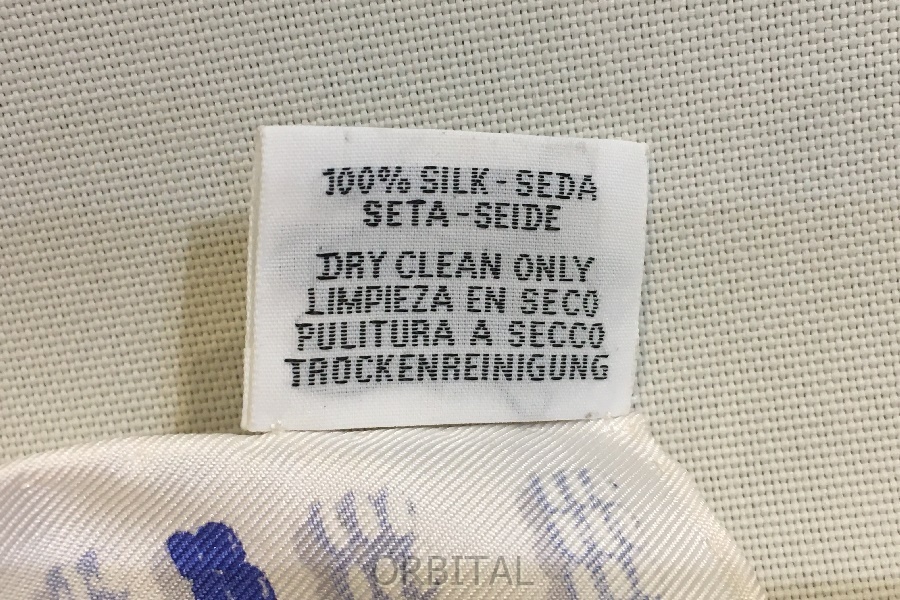 100% SILK - SEDA
SETA - SEIDE
DRY CLEAN ONLY
LIMPIEZA EN SECO
PULITURA A SECCO
TROCKENREINIGUNG
ORBITAL